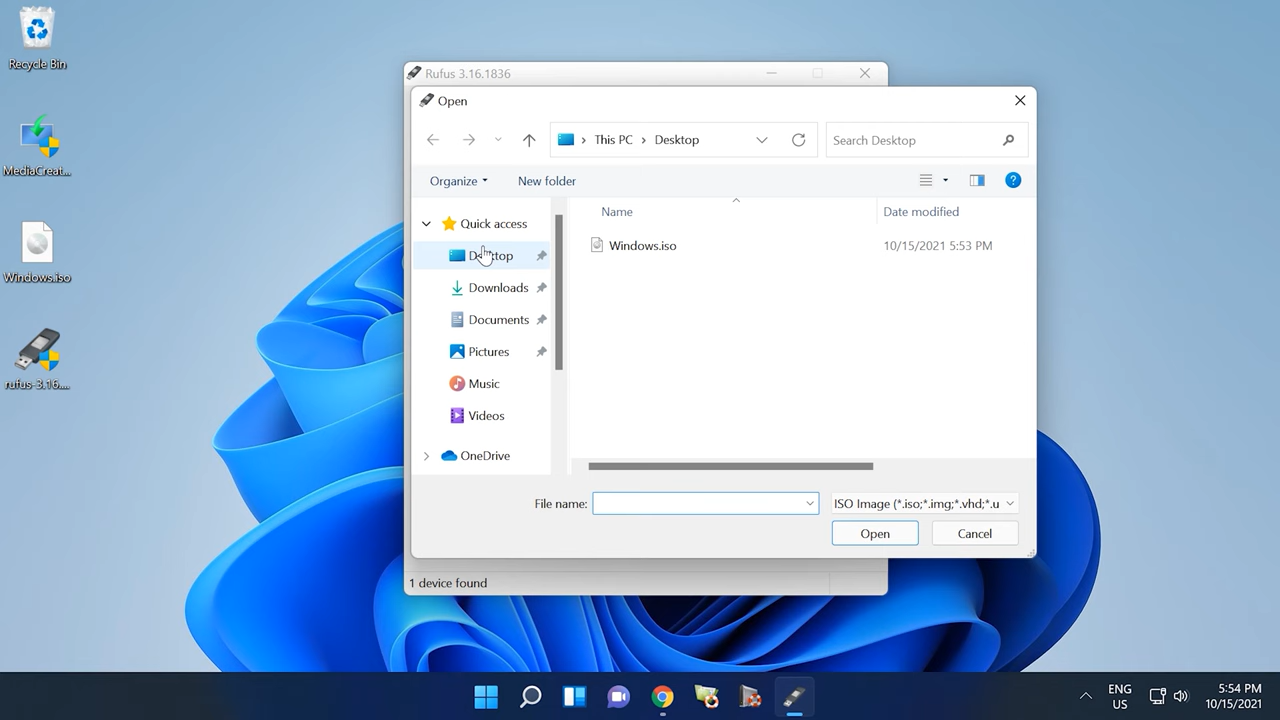 Recycle Bin
MediaCreat...
Windows.iso
rufus-3.16....
Rufus 3.16.1836
Open
This PC
Desktop
Search Desktop
Organize
New folder
Name
Date modified
Quick access
Desktop
Downloads
Documents
Pictures
Music
Videos
OneDrive
Windows.iso
10/15/2021 5:53 PM
File name:
ISO Image (*.iso;*.img;*.vhd;*.u
Open
Cancel
1 device found
ENG
US
5:54 PM
10/15/2021